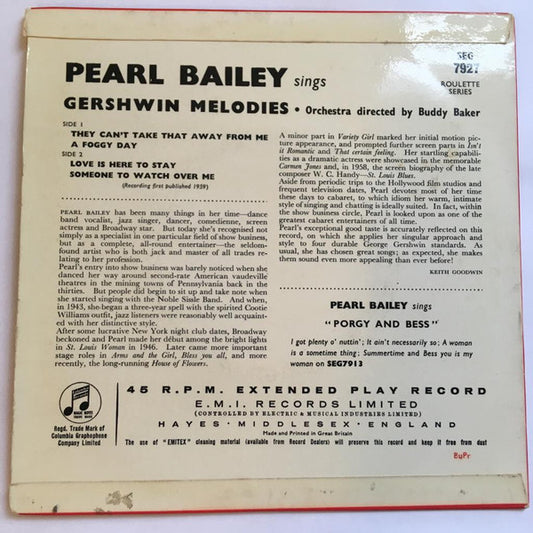 SEG
7927
ROULETTE
SERIES
PEARL BAILEY sings
GERSHWIN MELODIES • Orchestra directed by Buddy Baker
SIDE 1
THEY CAN'T TAKE THAT AWAY FROM ME
A FOGGY DAY
SIDE 2
LOVE IS HERE TO STAY
SOMEONE TO WATCH OVER ME
(Recording first published 1959)
PEARL BAILEY has been many things in her time—dance
band vocalist, jazz singer, dancer, comedienne, screen
actress and Broadway star. But today she's recognised not
simply as a specialist in one particular field of show business,
but as a complete, all-round entertainer—the seldom-
found artist who is both jack and master of all trades re-
lating to her profession.
Pearl's entry into show business was barely noticed when she
danced her way around second-rate American vaudeville
theatres in the mining towns of Pennsylvania back in the
thirties. But people did begin to sit up and take note when
she started singing with the Noble Sissle Band. And when,
in 1943, she began a three-year spell with the spirited Cootie
Williams outfit, jazz listeners were reasonably well acquaint-
ed with her distinctive style.
After some lucrative New York night club dates, Broadway
beckoned and Pearl made her début among the bright lights
in St. Louis Woman in 1946. Later came more important
stage roles in Arms and the Girl, Bless you all, and more
recently, the long-running House of Flowers.
A minor part in Variety Girl marked her initial motion pic-
ture appearance, and prompted further screen parts in Isn't
it Romantic and That certain feeling. Her startling capabili-
ties as a dramatic actress were showcased in the memorable
Carmen Jones and, in 1958, the screen biography of the late
composer W. C. Handy—St. Louis Blues.
Aside from periodic trips to the Hollywood film studios and
frequent television dates, Pearl devotes most of her time
these days to cabaret, to which idiom her warm, intimate
style of singing and chatting is ideally suited. In fact, within
the show business circle, Pearl is looked upon as one of the
greatest cabaret entertainers of all time.
Pearl's exceptional good taste is accurately reflected on this
record, on which she applies her singular approach and
style to four durable George Gershwin standards. As
usual, she has chosen great songs; as expected, she makes
them sound even more appealing than ever before!
KEITH GOODWIN
PEARL BAILEY sings
"PORGY AND BESS"
I got plenty o' nuttin'; It ain't necessarily so; A woman
is a sometime thing; Summertime and Bess you is my
woman on SEG7913
Regd. Trade Mark of
Columbia Graphophone
Company Limited
45 R.P.M. EXTENDED PLAY RECORD
E.M.I. RECORDS LIMITED
(CONTROLLED BY ELECTRIC & MUSICAL INDUSTRIES LIMITED)
HAYES · MIDDLESEX · ENGLAND
Made and Printed in Great Britain
The use of "EMITEX" cleaning material (available from Record Dealers) will preserve this record and keep it free from dust